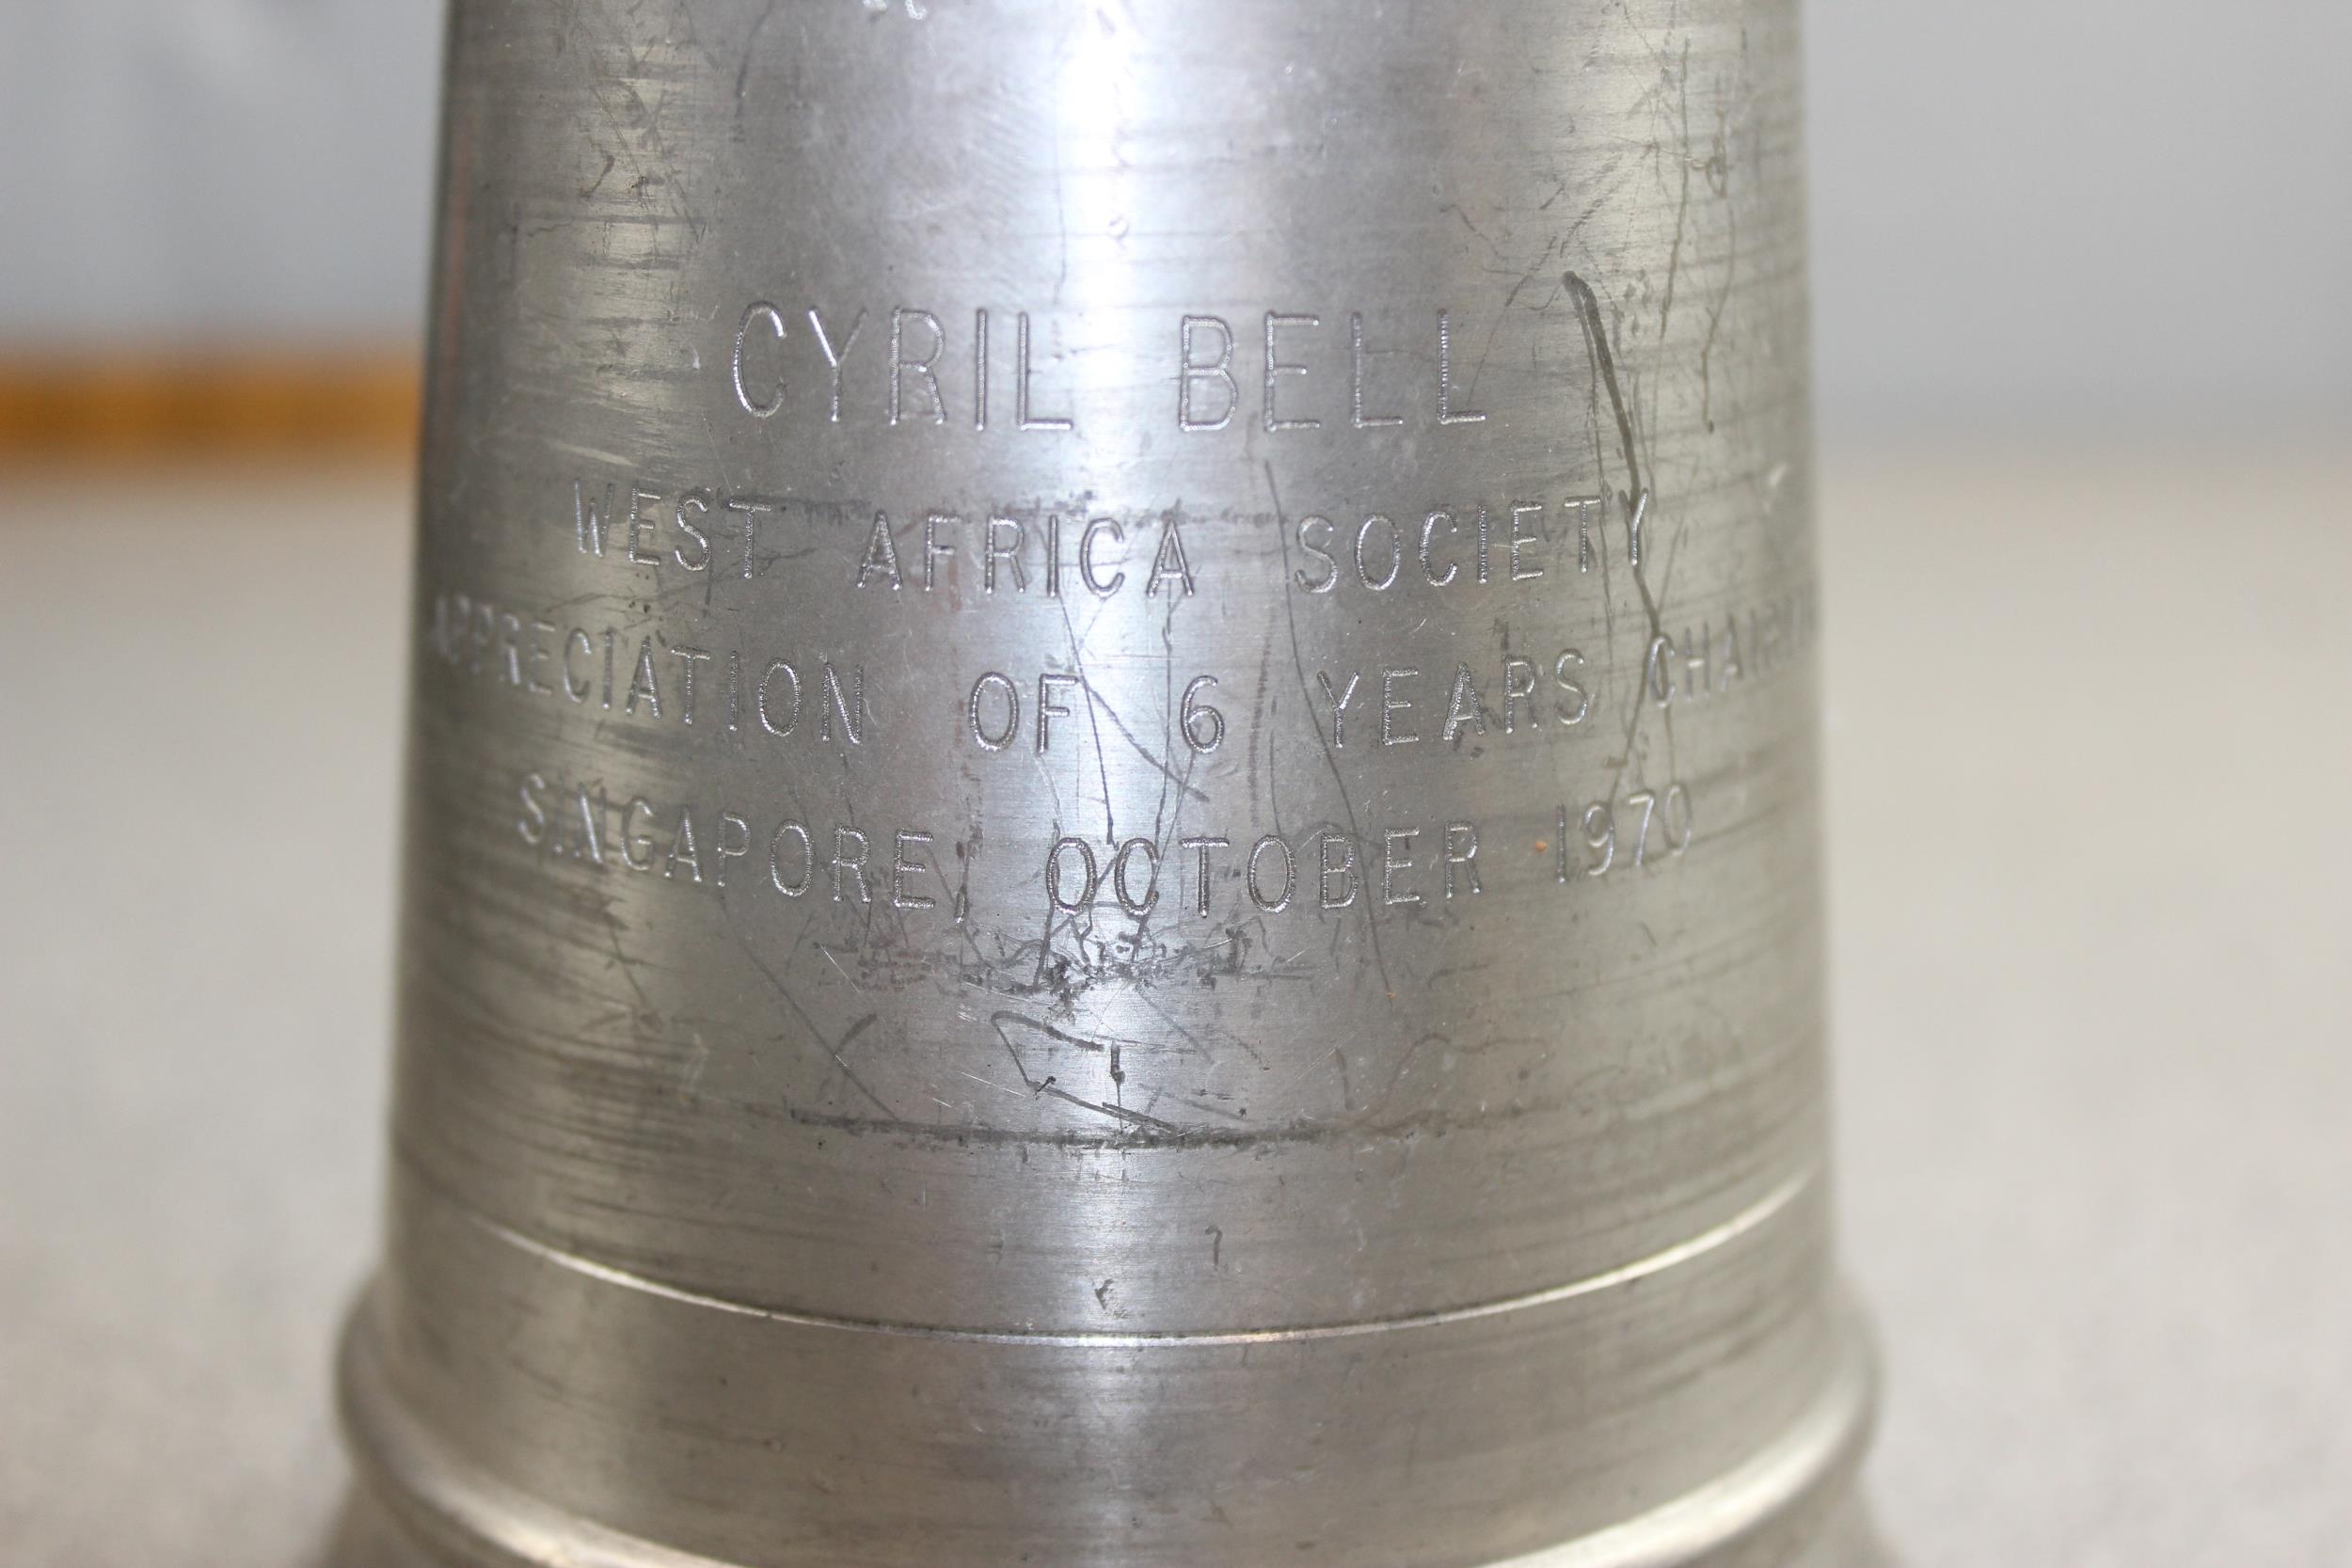 CYRIL BELL
WEST AFRICA SOCIETY
APPRECIATION OF 6 YEARS
SINGAPORE, OCTOBER 1970